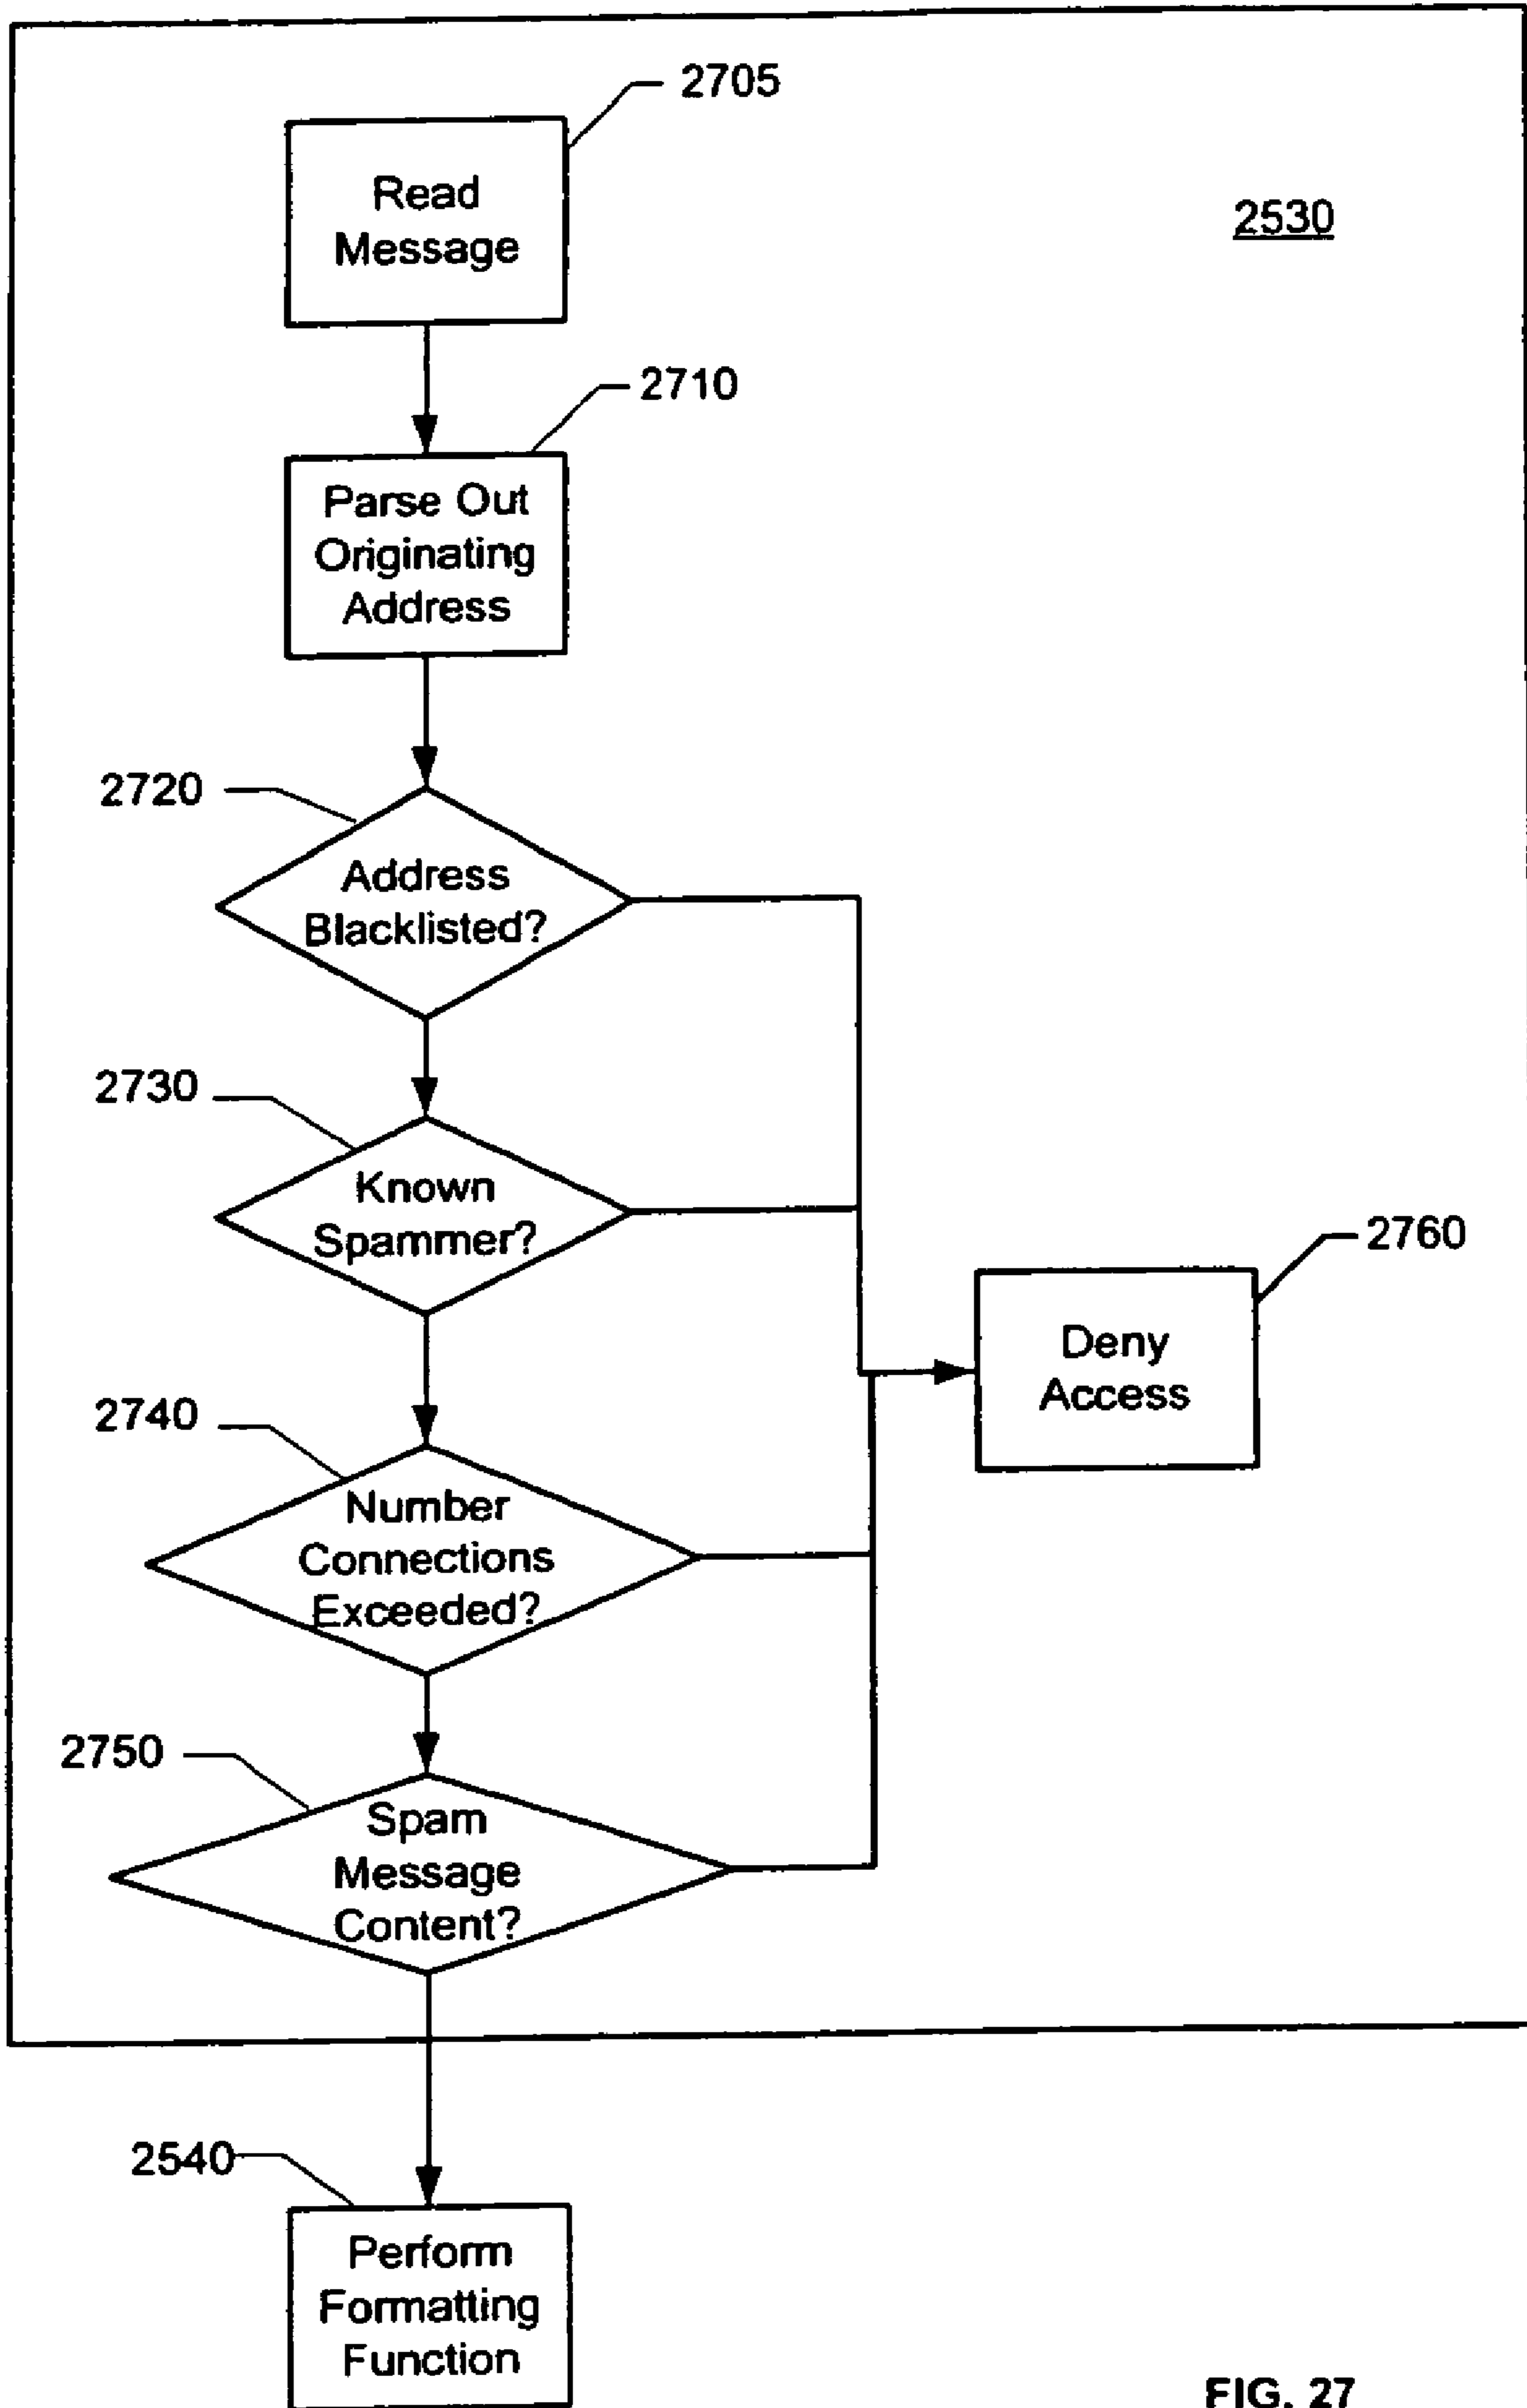 2705
Read
Message
2530
2710
Parse Out
Originating
Address
2720
Address
Blacklisted?
2730
Known
Spammer?
2760
Deny
Access
2740
Number
Connections
Exceeded?
2750
Spam
Message
Content?
2540
Perform
Formatting
Function
FIG. 27